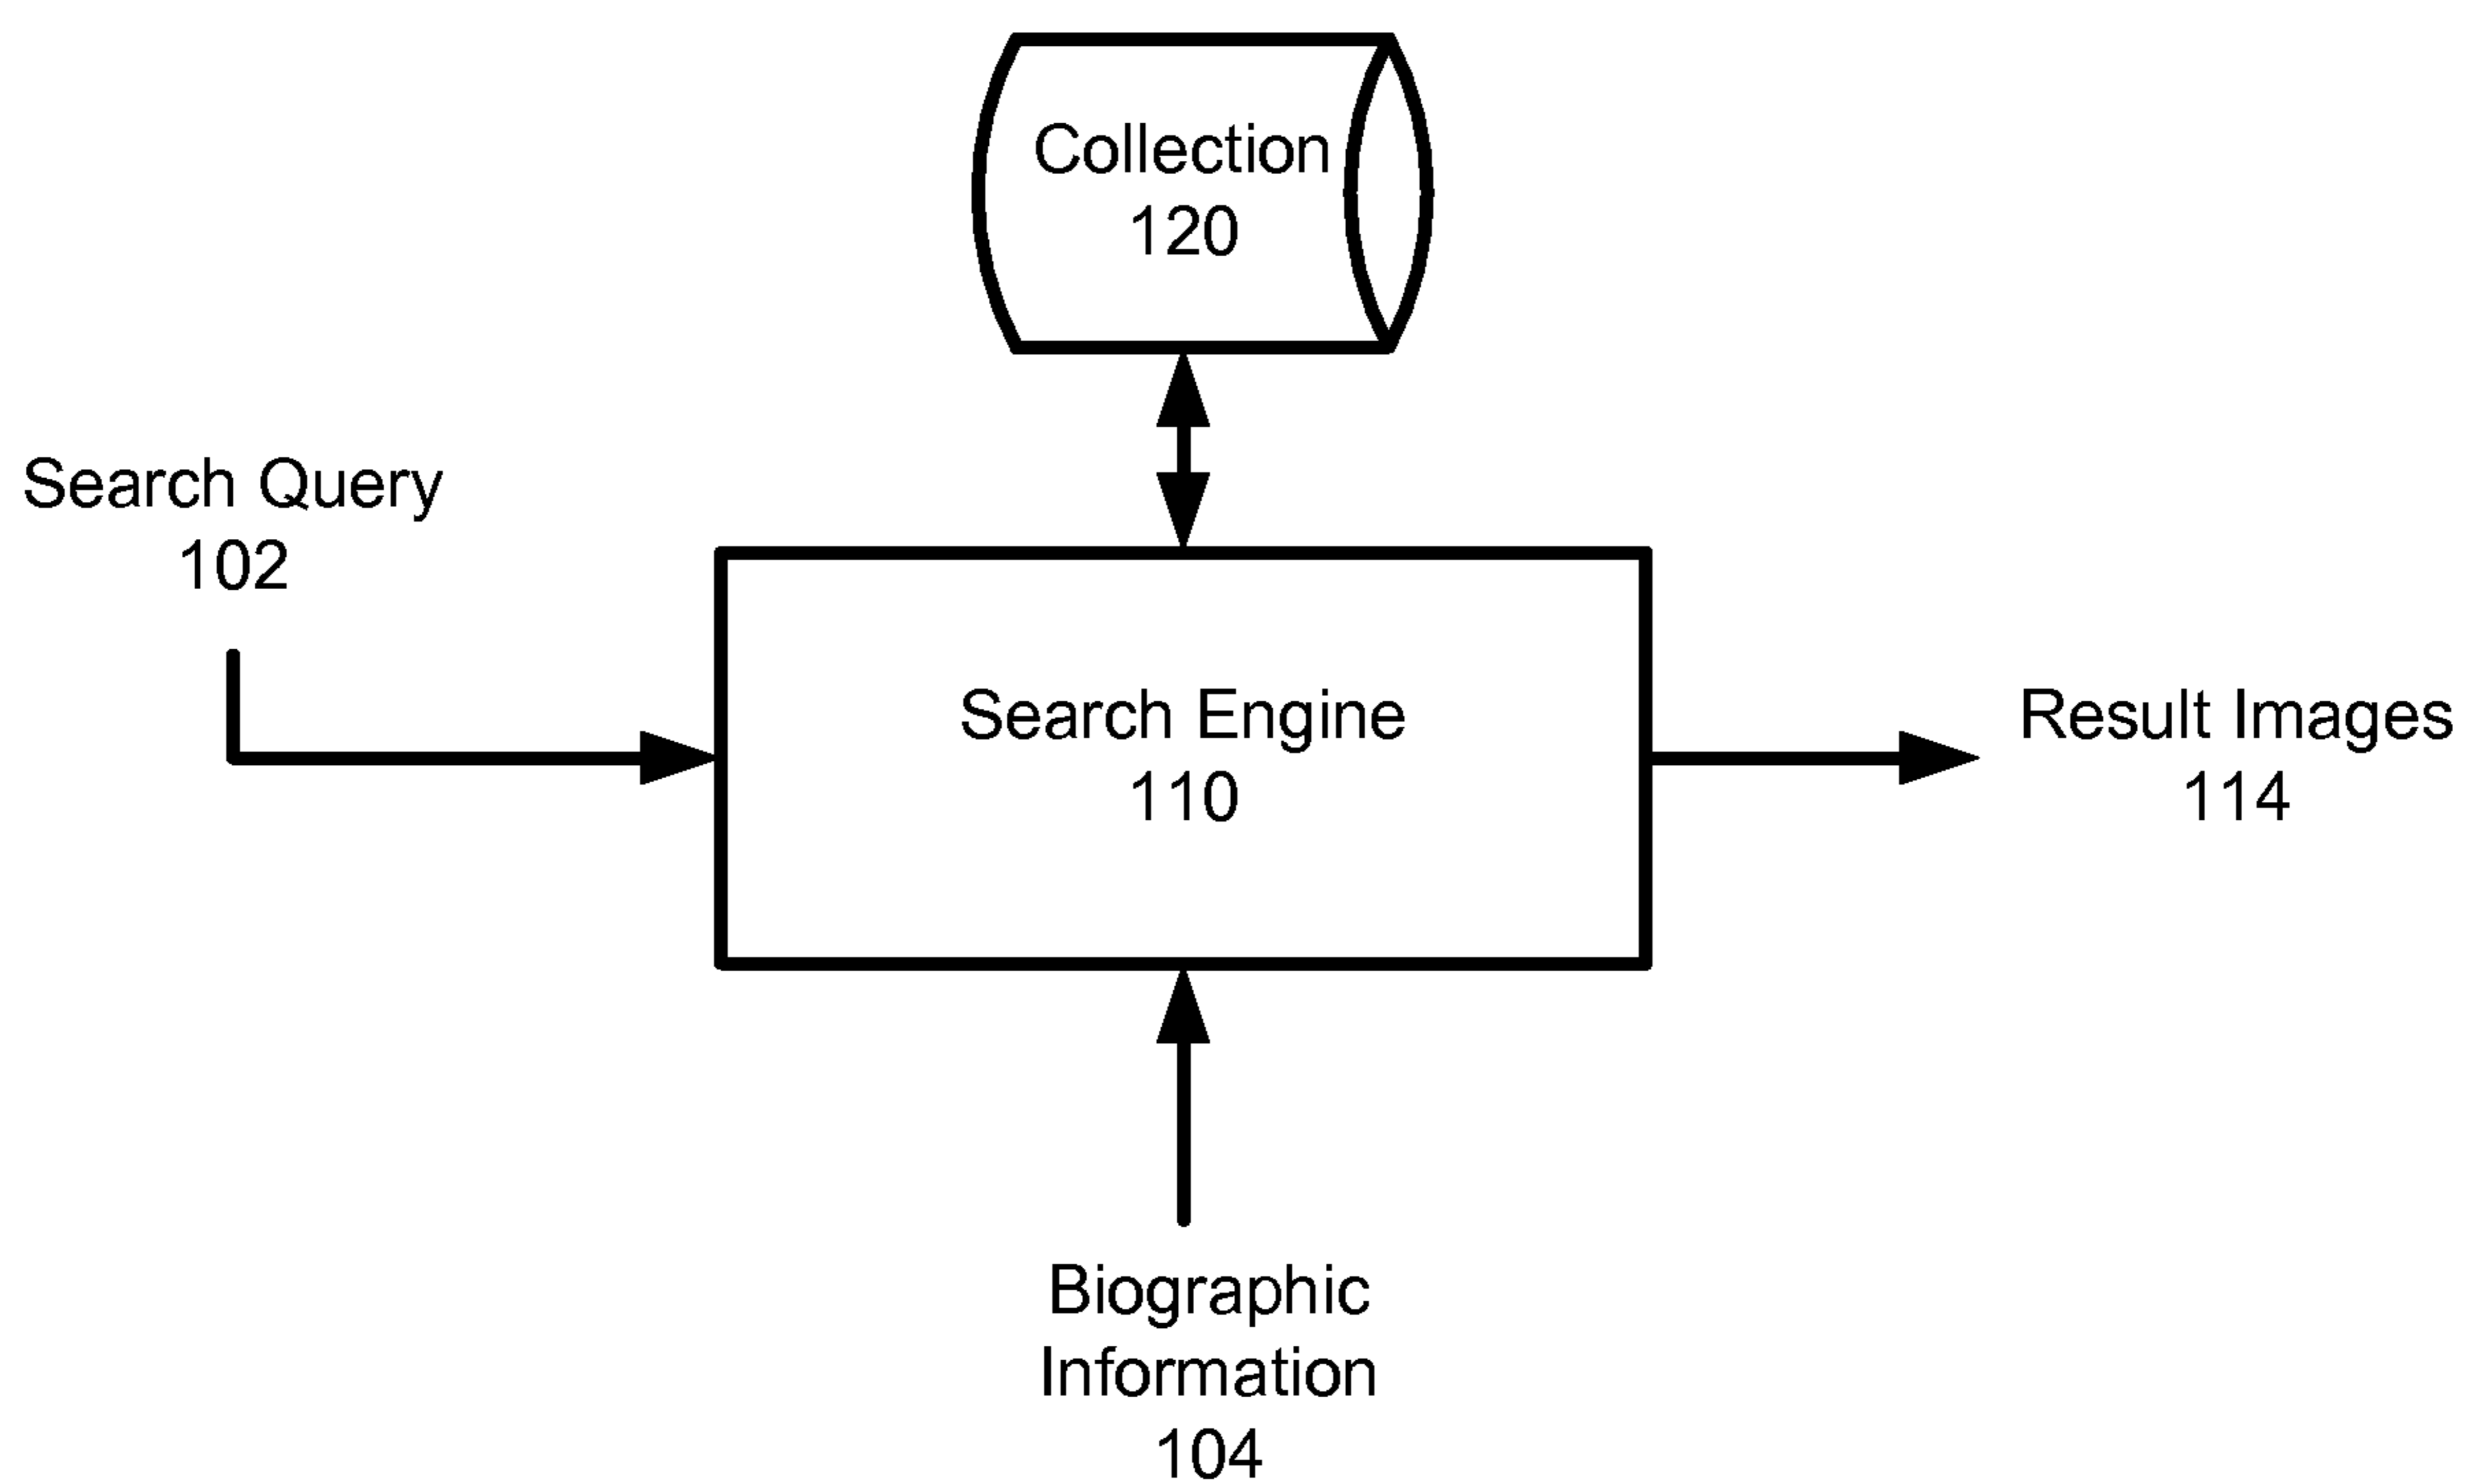 Collection
120
Search Query
102
Search Engine
110
Result Images
114
Biographic
Information
104